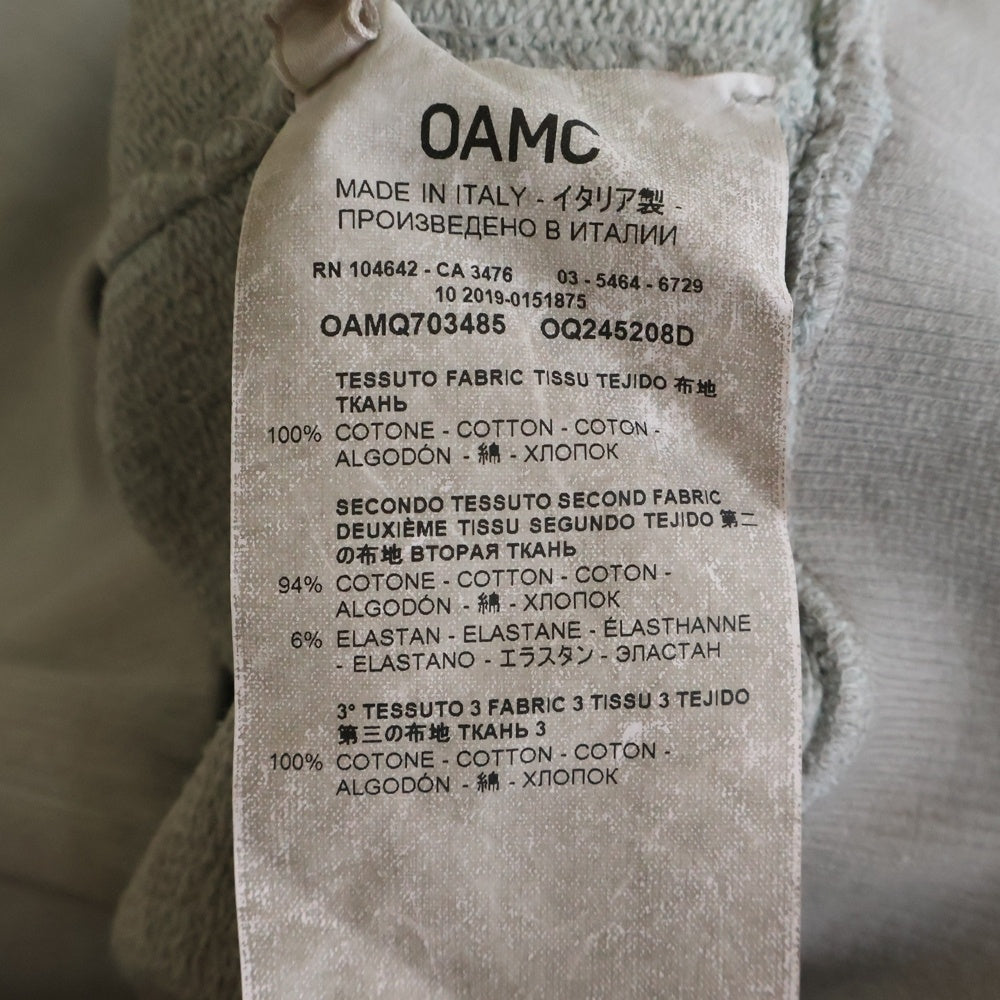 OAMC
MADE IN ITALY - イタリア製 -
ПРОИЗВЕДЕНО В ИТАЛИИ
RN 104642 - CA 3476 03 - 5464 - 6729
10 2019-0151875
OAMQ703485 OQ245208D
TESSUTO FABRIC TISSU TEJIDO 布地
ТКАНЬ
100% COTONE - COTTON - COTON -
ALGODÓN - 綿 - ХЛОПОК
SECONDO TESSUTO SECOND FABRIC
DEUXIÈME TISSU SEGUNDO TEJIDO 第二
の布地 ВТОРАЯ ТКАНЬ
94% COTONE - COTTON - COTON -
ALGODÓN - 綿 - ХЛОПОК
6% ELASTAN - ELASTANE - ÉLASTHANNE
- ELASTANO - エラスタン - ЭЛАСТАН
3° TESSUTO 3 FABRIC 3 TISSU 3 TEJIDO
第三の布地 ТКАНЬ 3
100% COTONE - COTTON - COTON -
ALGODÓN - 綿 - ХЛОПОК